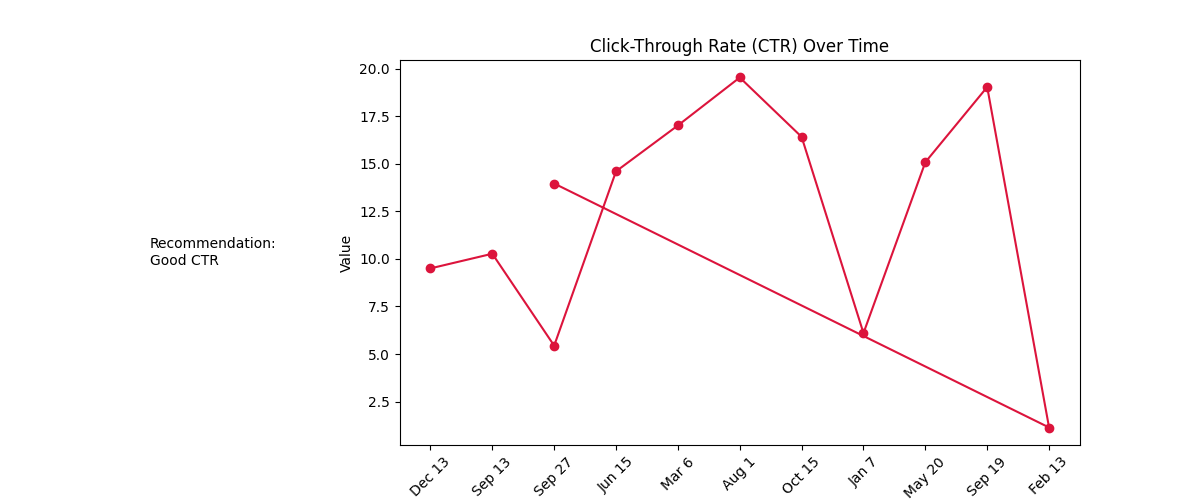 Click-Through Rate (CTR) Over Time
20.0
17.5
15.0
12.5
10.0
7.5
5.0
2.5
Value
Recommendation:
Good CTR
Dec 13
Sep 13
Sep 27
Jun 15
Mar 6
Aug 1
Oct 15
Jan 7
May 20
Sep 19
Feb 13